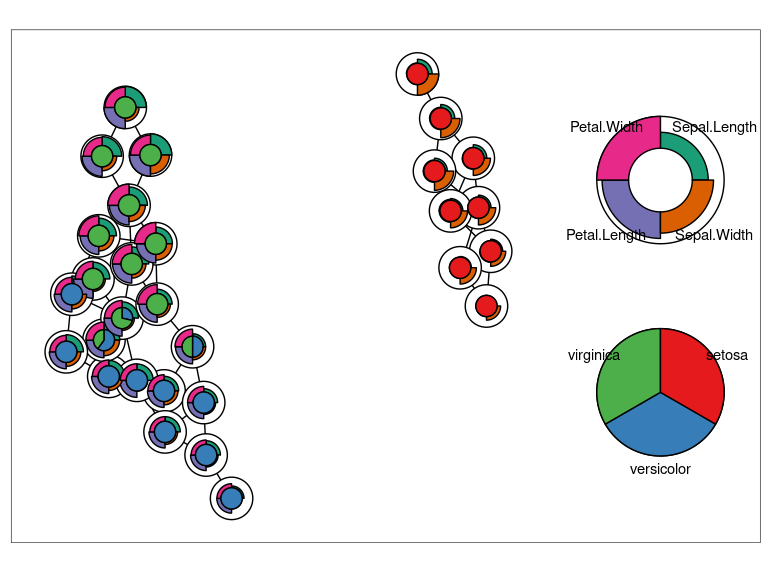 Petal.Width Sepal.Length
Petal.Length Sepal.Width
virginica setosa
versicolor